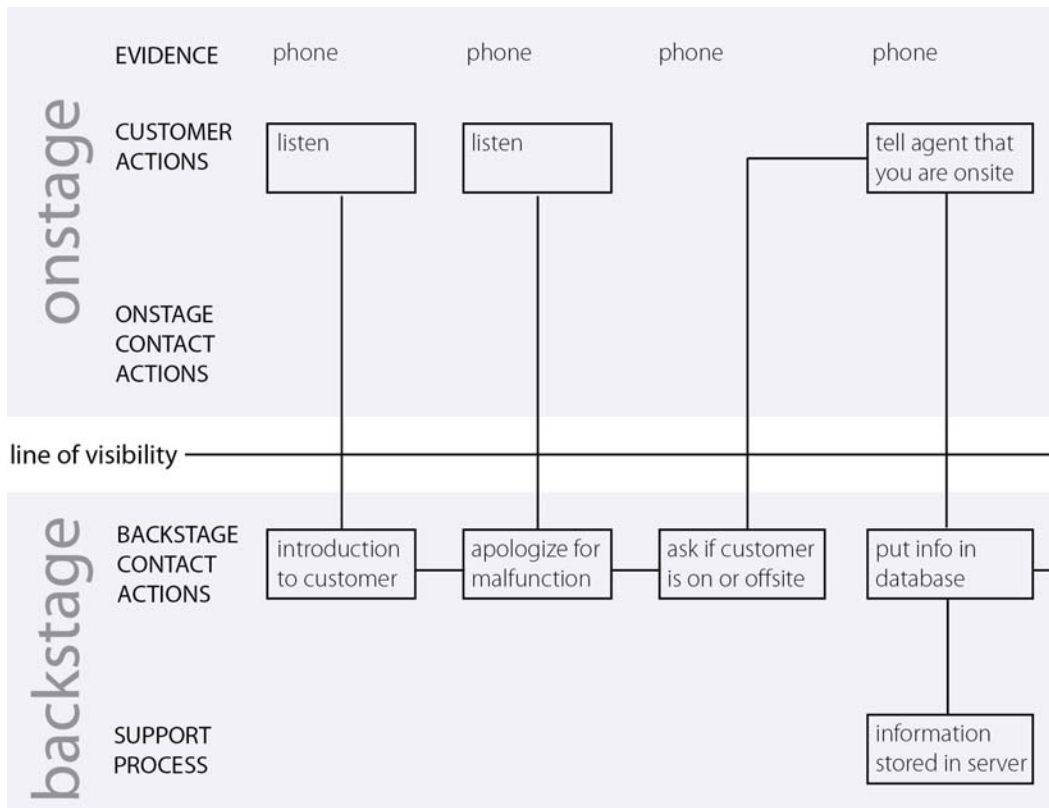 EVIDENCE
phone
phone
phone
phone
onstage
CUSTOMER
ACTIONS
listen
listen
tell agent that
you are onsite
ONSTAGE
CONTACT
ACTIONS
line of visibility
backstage
BACKSTAGE
CONTACT
ACTIONS
introduction
to customer
apologize for
malfunction
ask if customer
is on or offsite
put info in
database
SUPPORT
PROCESS
information
stored in server